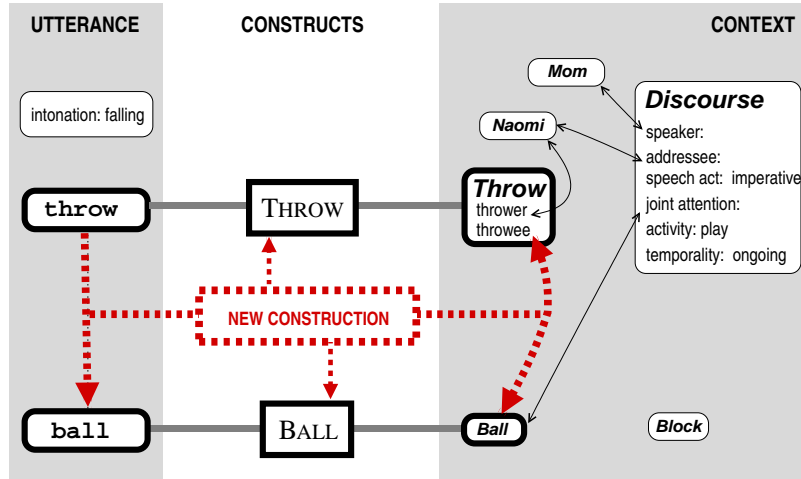 UTTERANCE
CONSTRUCTS
CONTEXT
intonation: falling
Mom
Naomi
Discourse
speaker:
addressee:
speech act: imperative
joint attention:
activity: play
temporality: ongoing
throw
THROW
Throw
thrower
throwee
NEW CONSTRUCTION
ball
BALL
Ball
Block